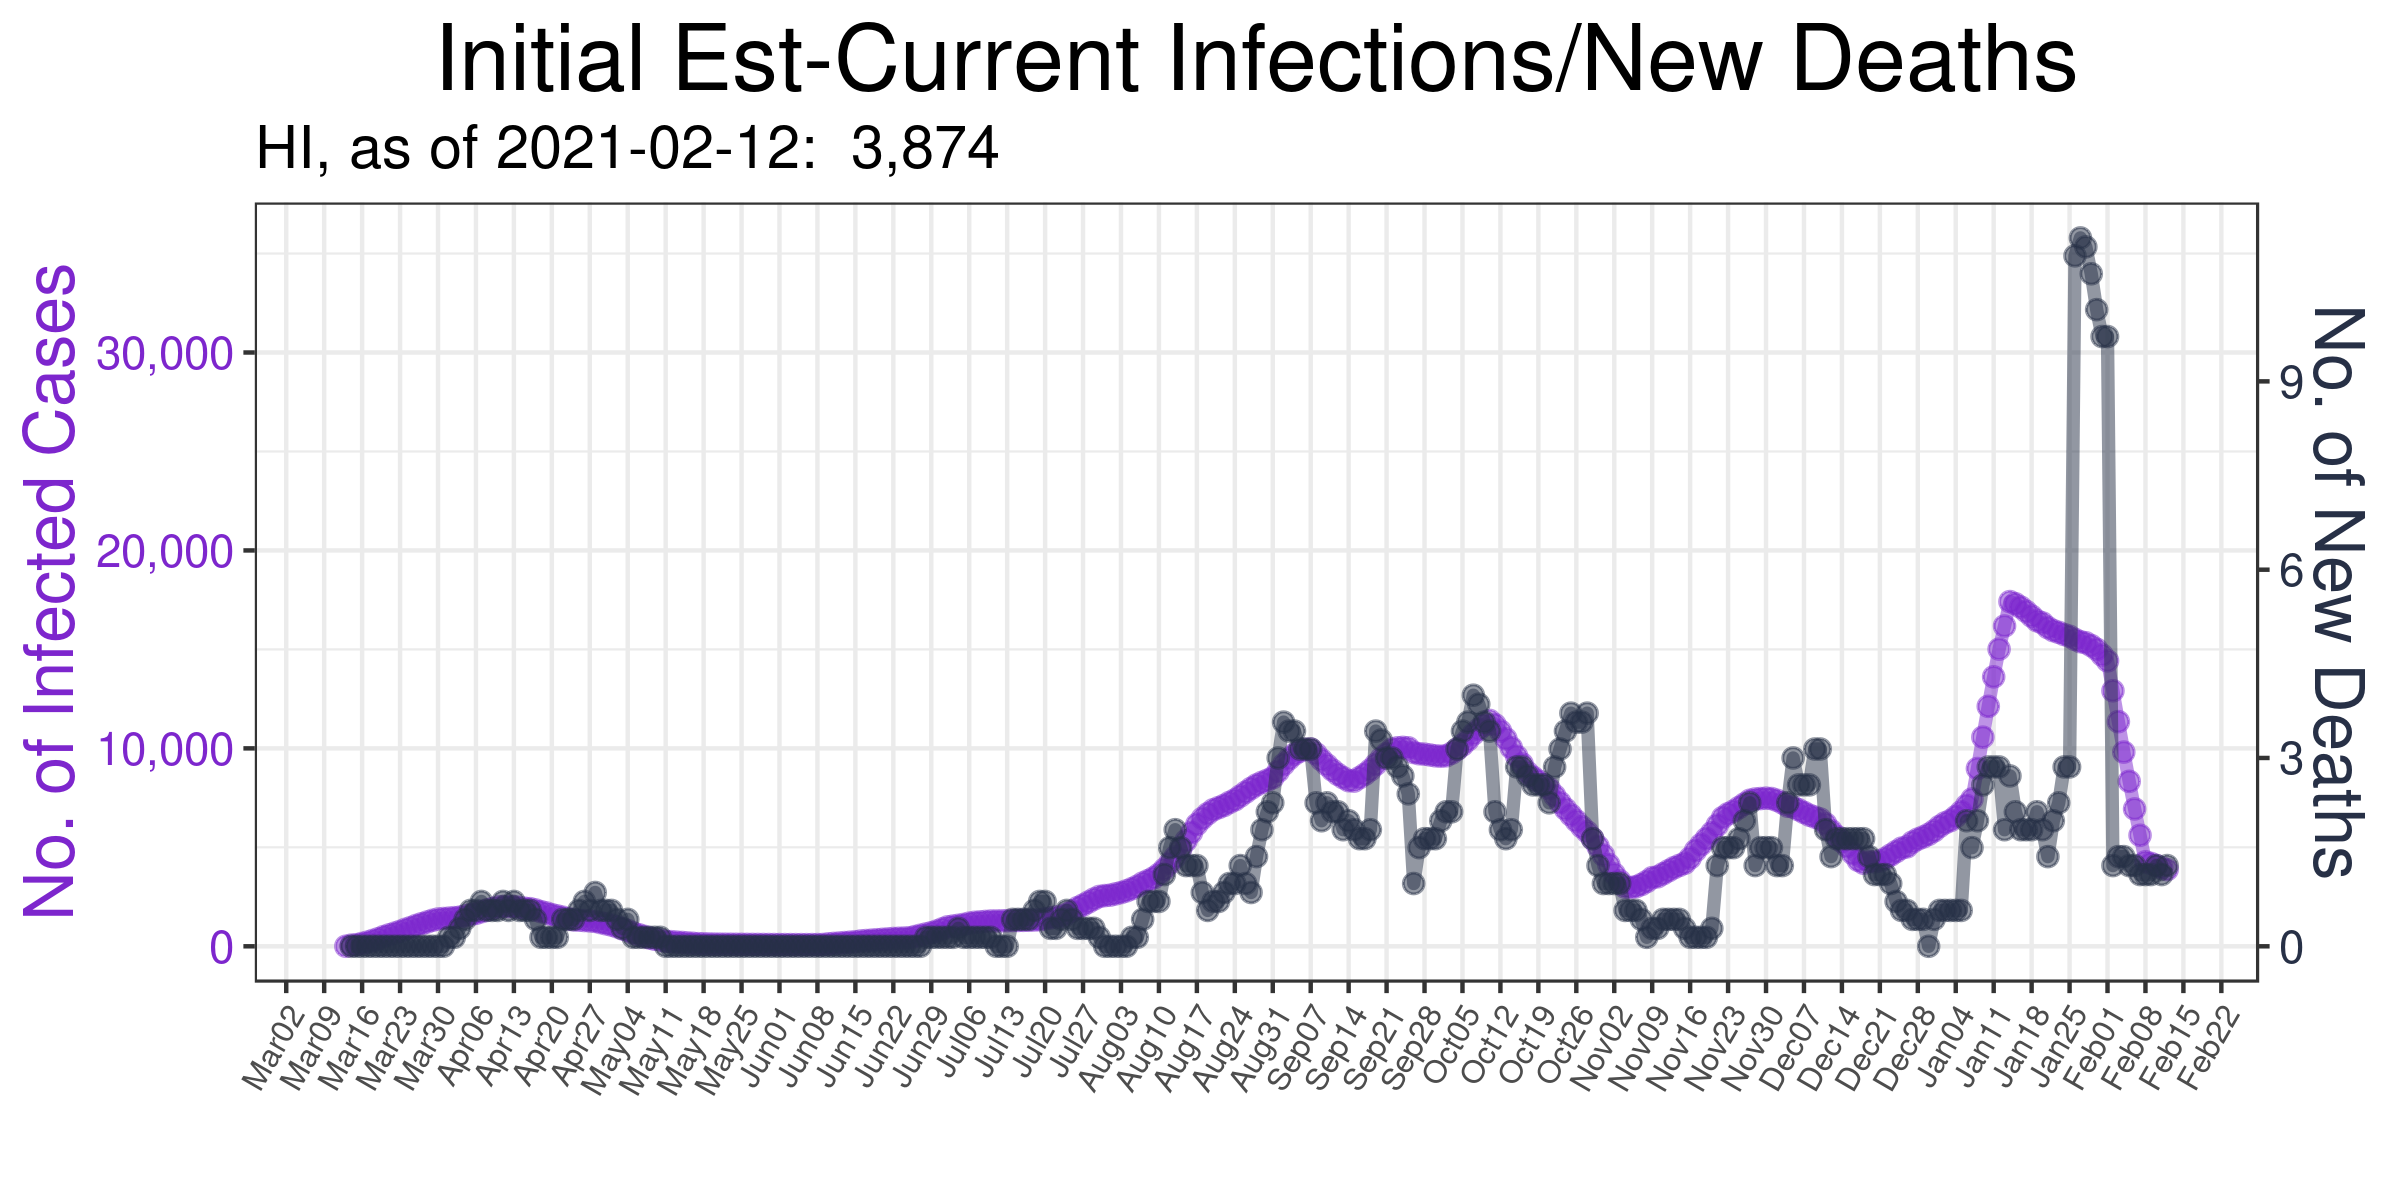 Initial Est-Current Infections/New Deaths
HI, as of 2021-02-12:  3,874
No. of Infected Cases
30,000
20,000
10,000
0
No. of New Deaths
9
6
3
0
Mar02
Mar09
Mar16
Mar23
Mar30
Apr06
Apr13
Apr20
Apr27
May04
May11
May18
May25
Jun01
Jun08
Jun15
Jun22
Jun29
Jul06
Jul13
Jul20
Jul27
Aug03
Aug10
Aug17
Aug24
Aug31
Sep07
Sep14
Sep21
Sep28
Oct05
Oct12
Oct19
Oct26
Nov02
Nov09
Nov16
Nov23
Nov30
Dec07
Dec14
Dec21
Dec28
Jan04
Jan11
Jan18
Jan25
Feb01
Feb08
Feb15
Feb22